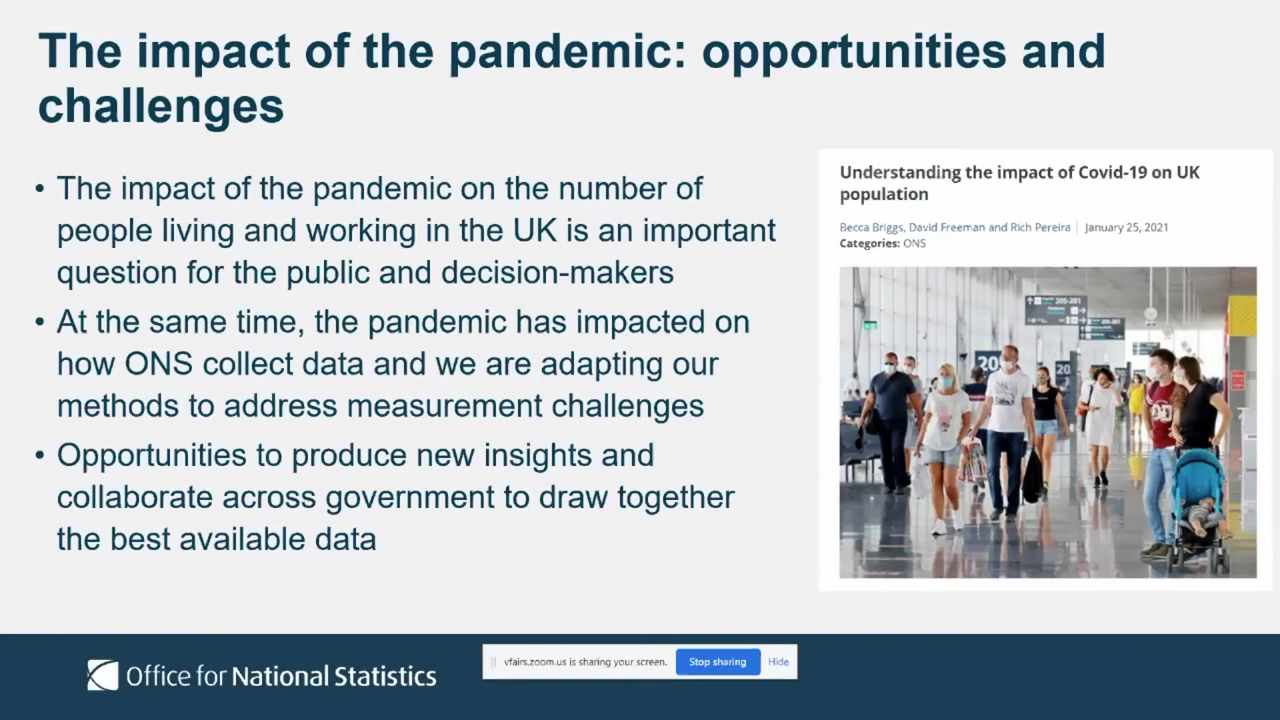 The impact of the pandemic: opportunities and
challenges
• The impact of the pandemic on the number of
people living and working in the UK is an important
question for the public and decision-makers
• At the same time, the pandemic has impacted on
how ONS collect data and we are adapting our
methods to address measurement challenges
• Opportunities to produce new insights and
collaborate across government to draw together
the best available data
Understanding the impact of Covid-19 on UK
population
Becca Briggs, David Freeman and Rich Pereira | January 25, 2021
Categories: ONS
205-201
Office for National Statistics
vfairs.zoom.us is sharing your screen.
Stop sharing
Hide